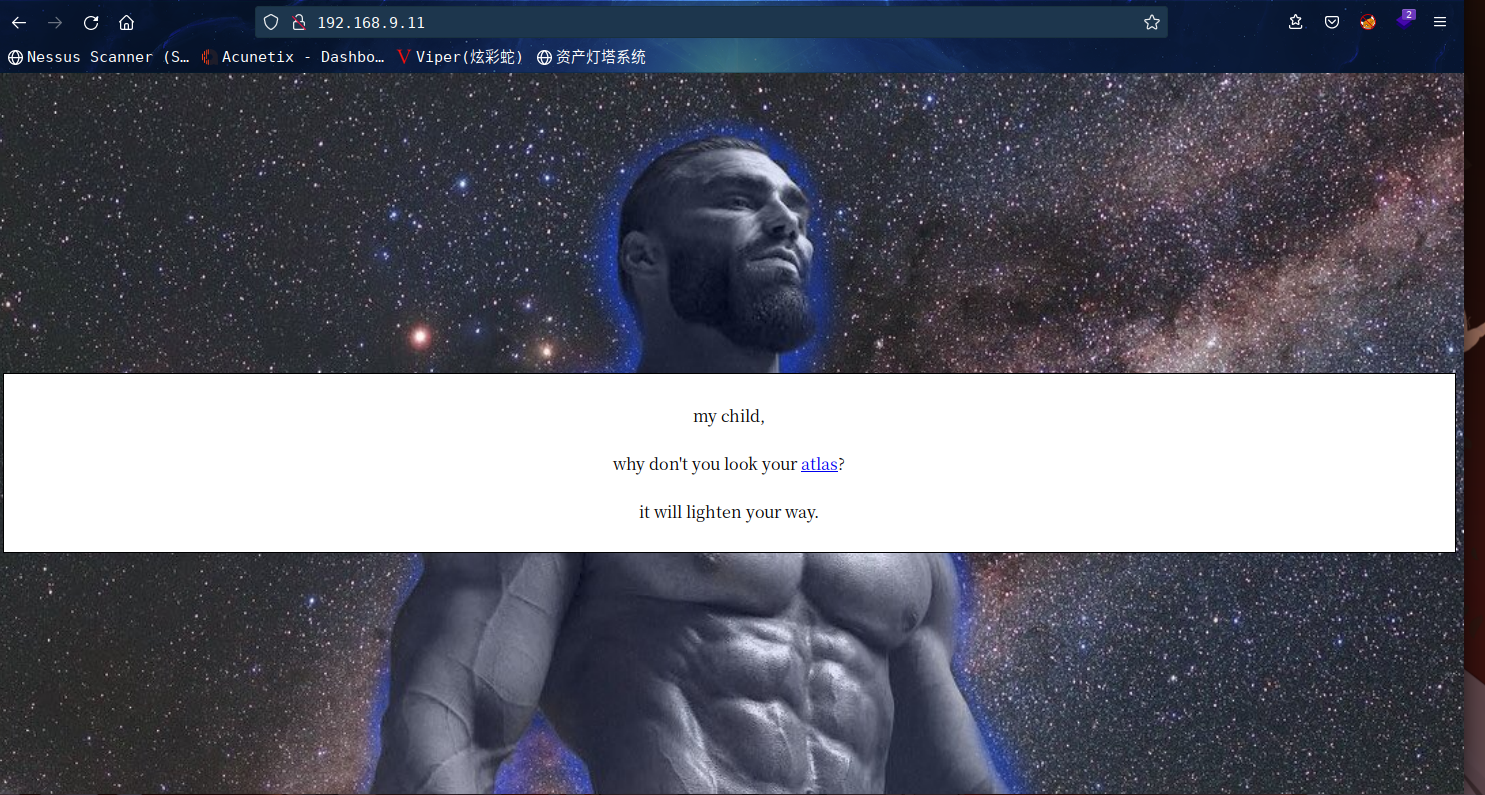 192.168.9.11
2
Nessus Scanner (S… Acunetix - Dashbo… Viper(炫彩蛇) 资产灯塔系统
my child,
why don't you look your atlas?
it will lighten your way.